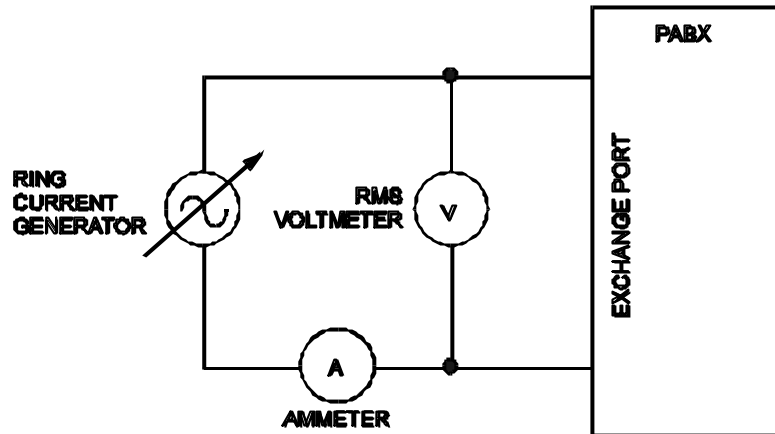 PABX
RING
CURRENT
GENERATOR
RMS
VOLTMETER
V
EXCHANGE PORT
A
AMMETER